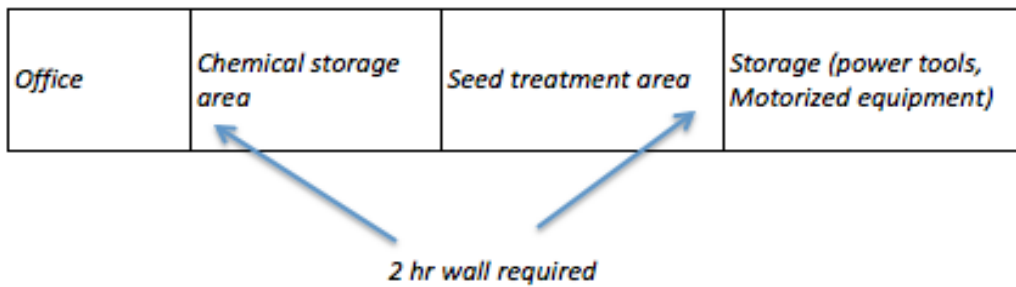 Office
Chemical storage
area
Seed treatment area
Storage (power tools,
Motorized equipment)
2 hr wall required